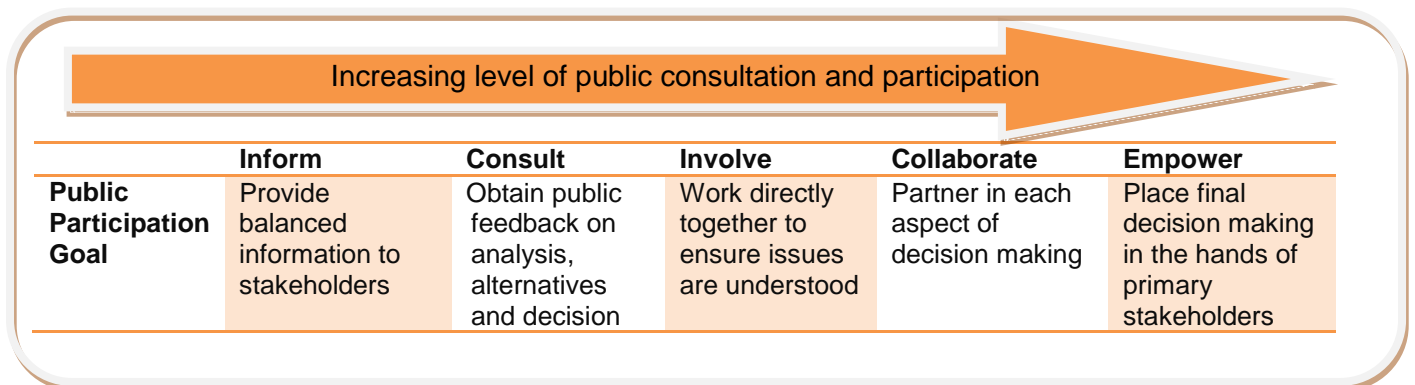 Increasing level of public consultation and participation
Inform Consult Involve Collaborate Empower
Public Participation Goal
Provide
balanced
information to
stakeholders
Obtain public
feedback on
analysis,
alternatives
and decision
Work directly
together to
ensure issues
are understood
Partner in each
aspect of
decision making
Place final
decision making
in the hands of
primary
stakeholders